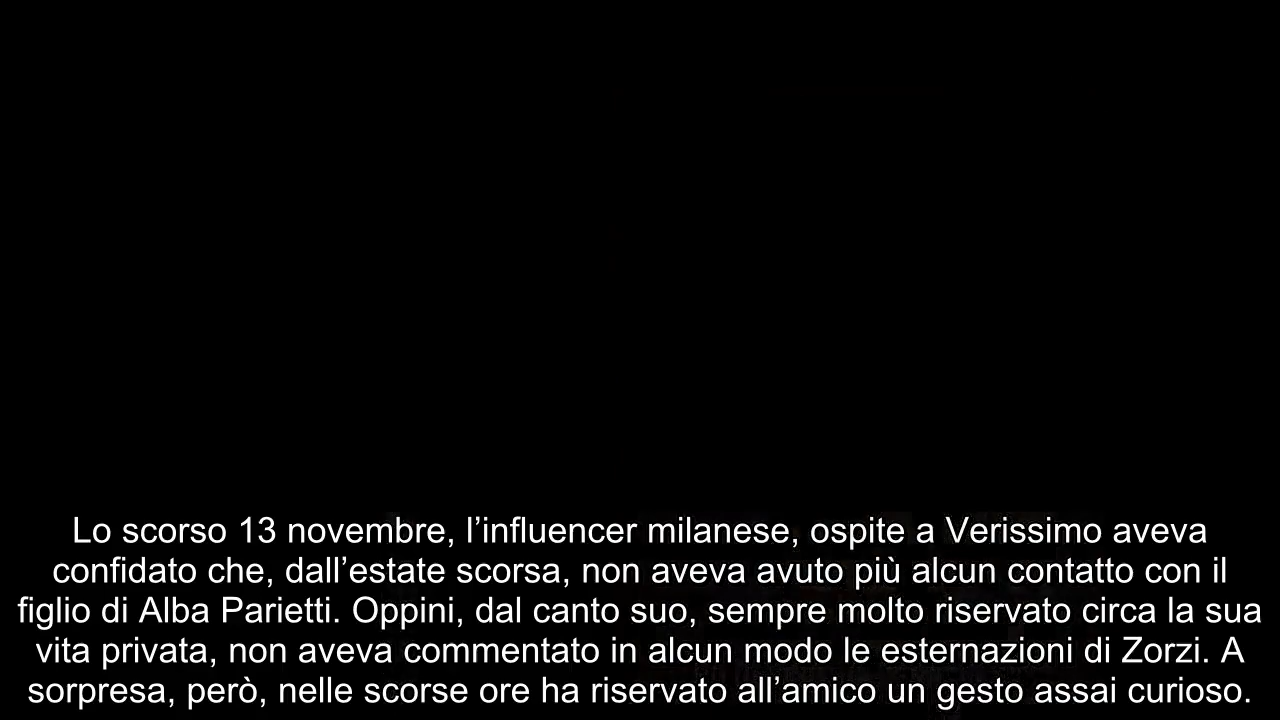 Lo scorso 13 novembre, l’influencer milanese, ospite a Verissimo aveva
confidato che, dall’estate scorsa, non aveva avuto più alcun contatto con il
figlio di Alba Parietti. Oppini, dal canto suo, sempre molto riservato circa la sua
vita privata, non aveva commentato in alcun modo le esternazioni di Zorzi. A
sorpresa, però, nelle scorse ore ha riservato all’amico un gesto assai curioso.